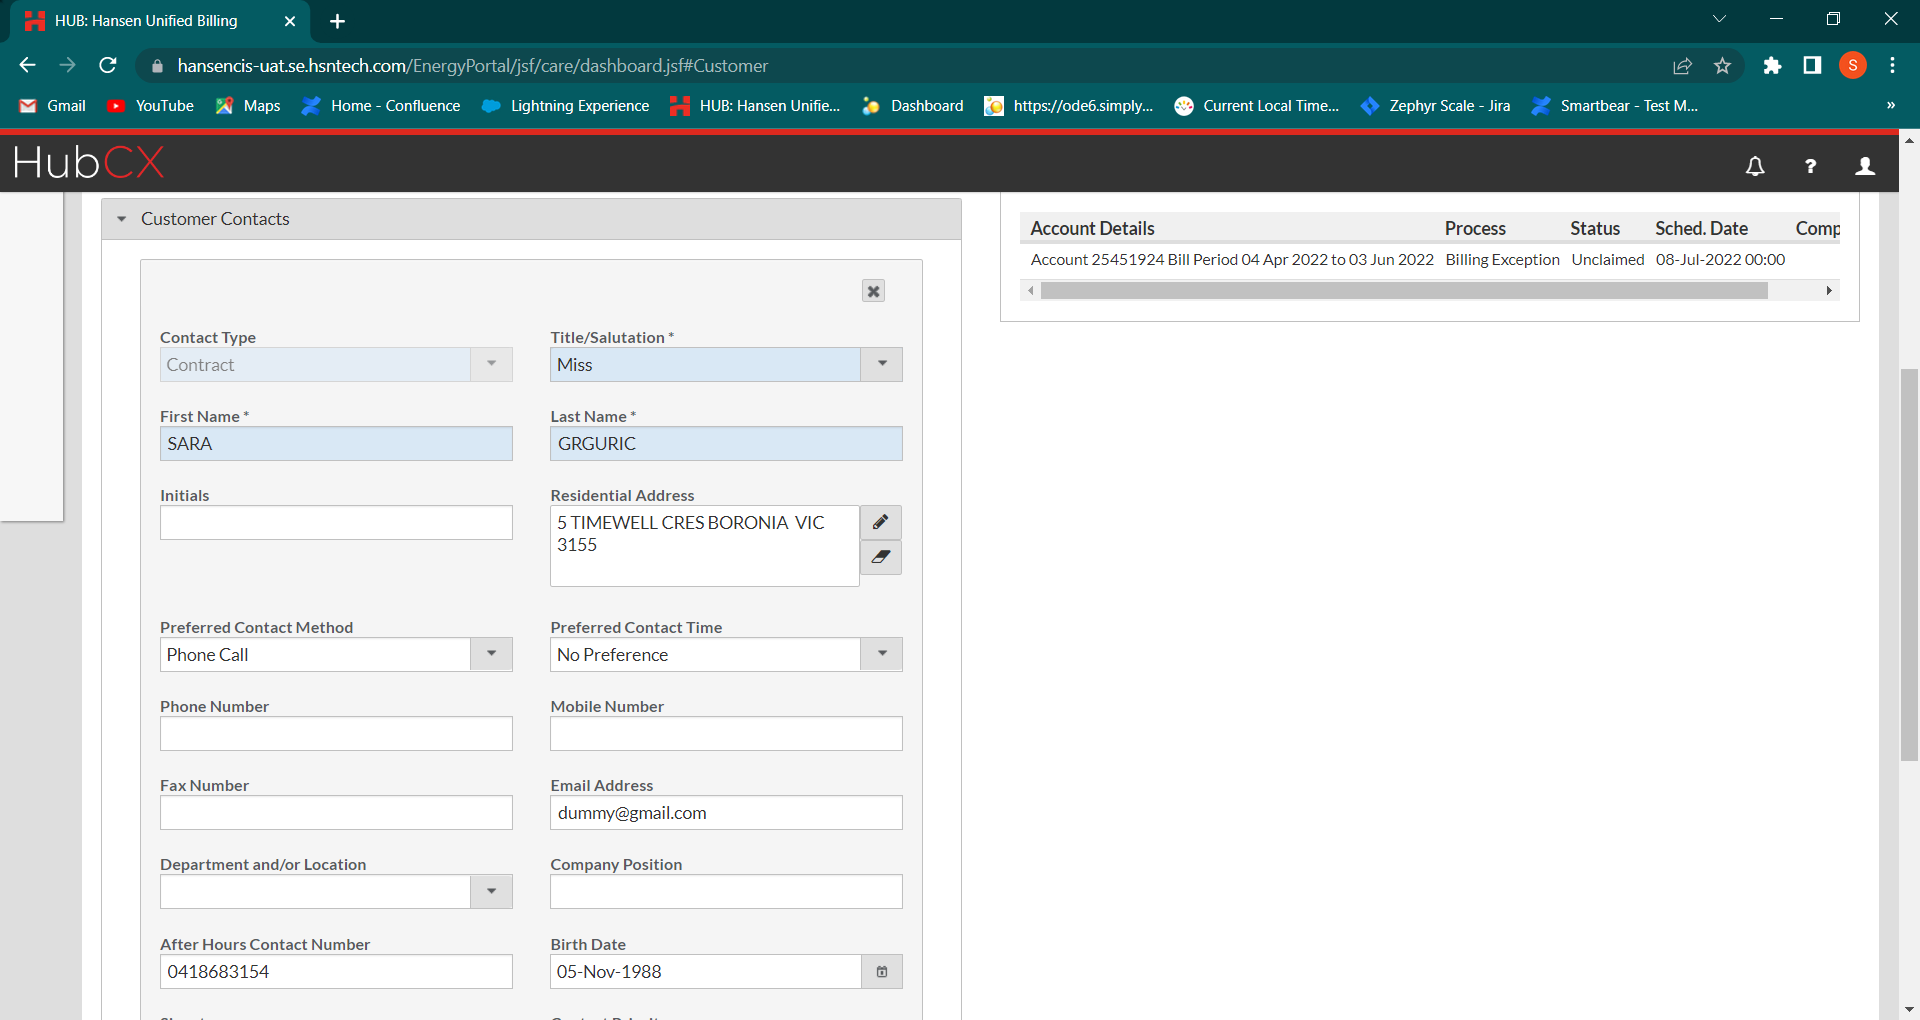 HUB: Hansen Unified Billing
hansencis-uat.se.hsntech.com/EnergyPortal/jsf/care/dashboard.jsf#Customer
S
Gmail YouTube Maps Home - Confluence Lightning Experience HUB: Hansen Unifie... Dashboard https://ode6.simply... Current Local Time... Zephyr Scale - Jira Smartbear - Test M... »
HubCX
?
Customer Contacts
Contact Type Title/Salutation *
Contract Miss
First Name * Last Name *
SARA GRGURIC
Initials Residential Address
5 TIMEWELL CRES BORONIA VIC
3155
Preferred Contact Method Preferred Contact Time
Phone Call No Preference
Phone Number Mobile Number
Fax Number Email Address
dummy@gmail.com
Department and/or Location Company Position
After Hours Contact Number Birth Date
0418683154 05-Nov-1988
Account Details Process Status Sched. Date Comp
Account 25451924 Bill Period 04 Apr 2022 to 03 Jun 2022 Billing Exception Unclaimed 08-Jul-2022 00:00